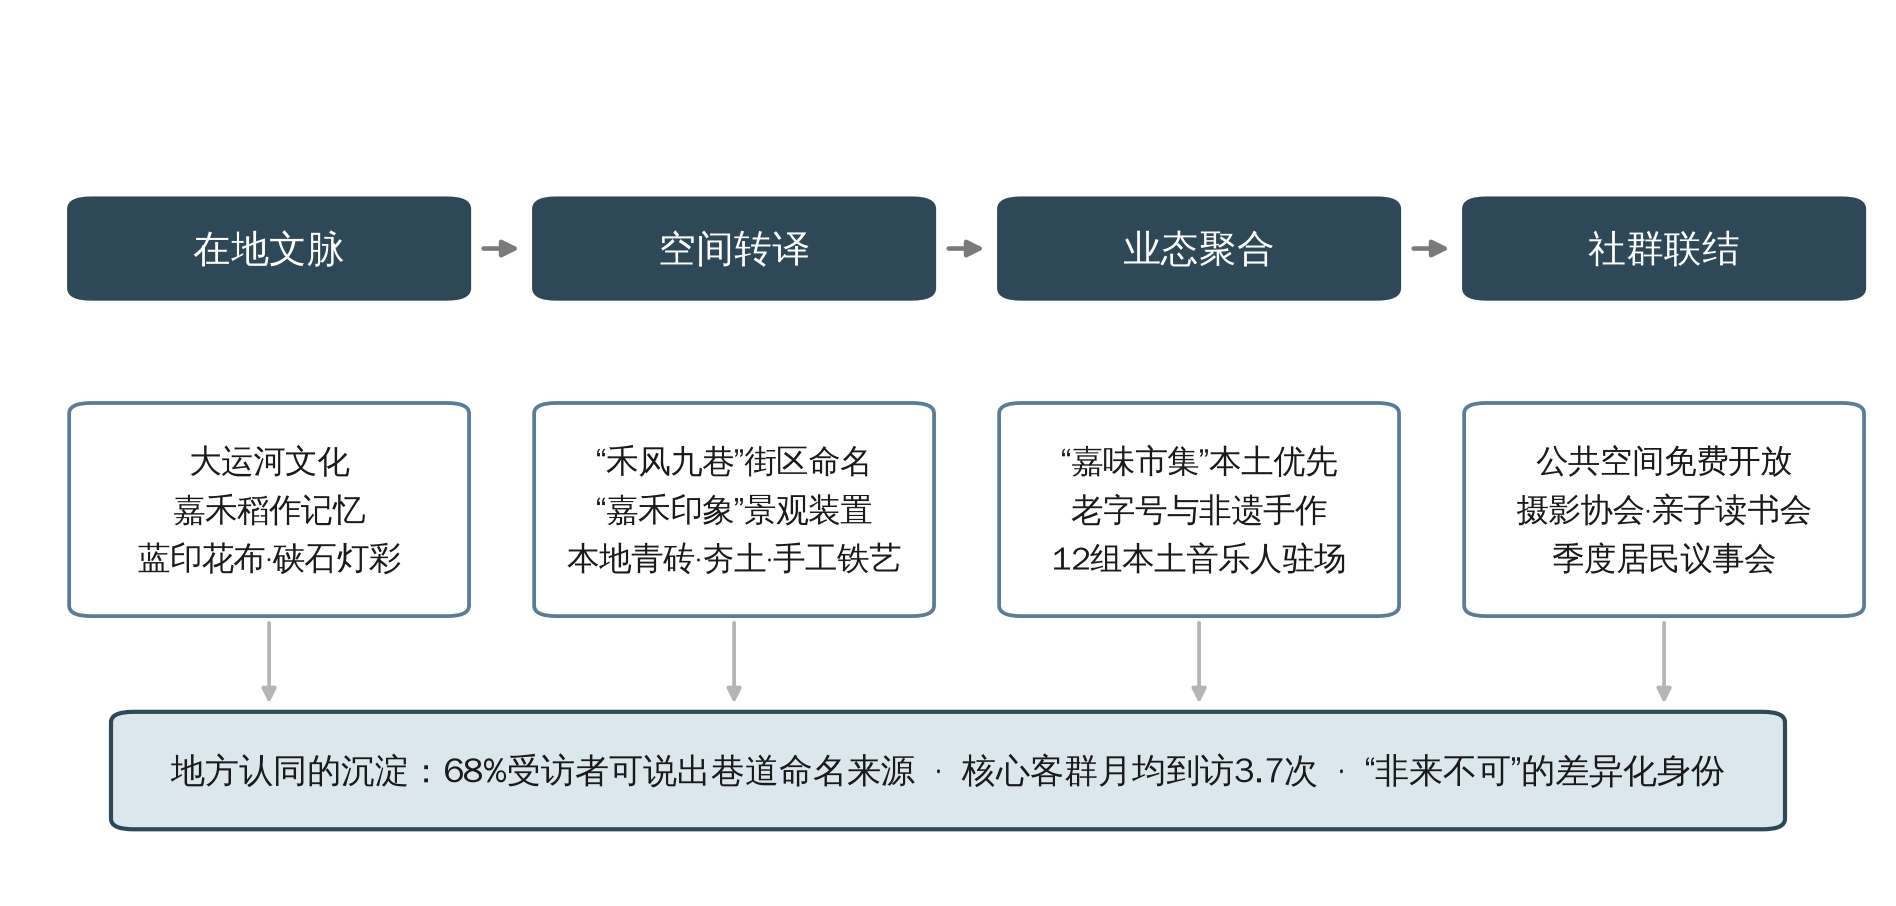 在地文脉
空间转译
业态聚合
社群联结
大运河文化
嘉禾稻作记忆
蓝印花布·硖石灯彩
“禾风九巷”街区命名
“嘉禾印象”景观装置
本地青砖·夯土·手工铁艺
“嘉味市集”本土优先
老字号与非遗手作
12组本土音乐人驻场
公共空间免费开放
摄影协会·亲子读书会
季度居民议事会
地方认同的沉淀：68%受访者可说出巷道命名来源 · 核心客群月均到访3.7次 · “非来不可”的差异化身份